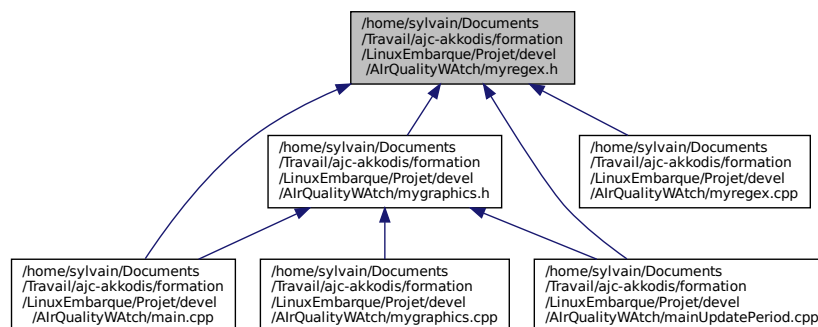 /home/sylvain/Documents
/Travail/ajc-akkodis/formation
/LinuxEmbarque/Projet/devel
/AIrQualityWAtch/myregex.h
/home/sylvain/Documents
/Travail/ajc-akkodis/formation
/LinuxEmbarque/Projet/devel
/AIrQualityWAtch/mygraphics.h
/home/sylvain/Documents
/Travail/ajc-akkodis/formation
/LinuxEmbarque/Projet/devel
/AIrQualityWAtch/myregex.cpp
/home/sylvain/Documents
/Travail/ajc-akkodis/formation
/LinuxEmbarque/Projet/devel
/AIrQualityWAtch/main.cpp
/home/sylvain/Documents
/Travail/ajc-akkodis/formation
/LinuxEmbarque/Projet/devel
/AIrQualityWAtch/mygraphics.cpp
/home/sylvain/Documents
/Travail/ajc-akkodis/formation
/LinuxEmbarque/Projet/devel
/AIrQualityWAtch/mainUpdatePeriod.cpp